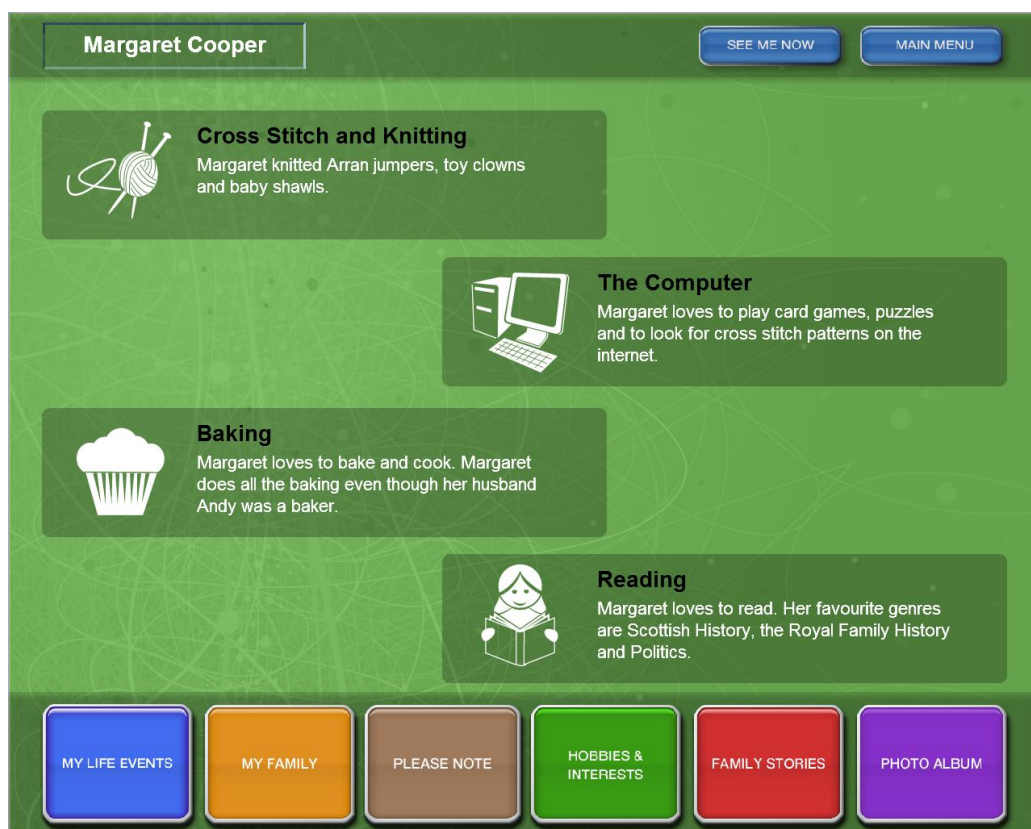 Margaret Cooper
SEE ME NOW
MAIN MENU
Cross Stitch and Knitting
Margaret knitted Arran jumpers, toy clowns
and baby shawls.
The Computer
Margaret loves to play card games, puzzles
and to look for cross stitch patterns on the
internet.
Baking
Margaret loves to bake and cook. Margaret
does all the baking even though her husband
Andy was a baker.
Reading
Margaret loves to read. Her favourite genres
are Scottish History, the Royal Family History
and Politics.
MY LIFE EVENTS
MY FAMILY
PLEASE NOTE
HOBBIES &
INTERESTS
FAMILY STORIES
PHOTO ALBUM